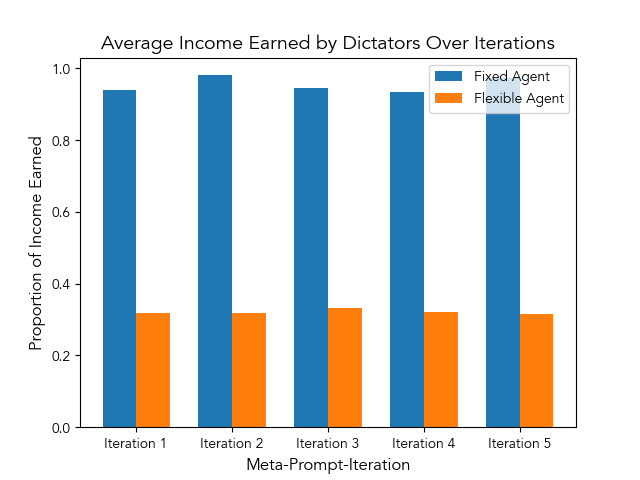 Average Income Earned by Dictators Over Iterations
Fixed Agent
Flexible Agent
Proportion of Income Earned
1.0
0.8
0.6
0.4
0.2
0.0
Iteration 1 Iteration 2 Iteration 3 Iteration 4 Iteration 5
Meta-Prompt-Iteration